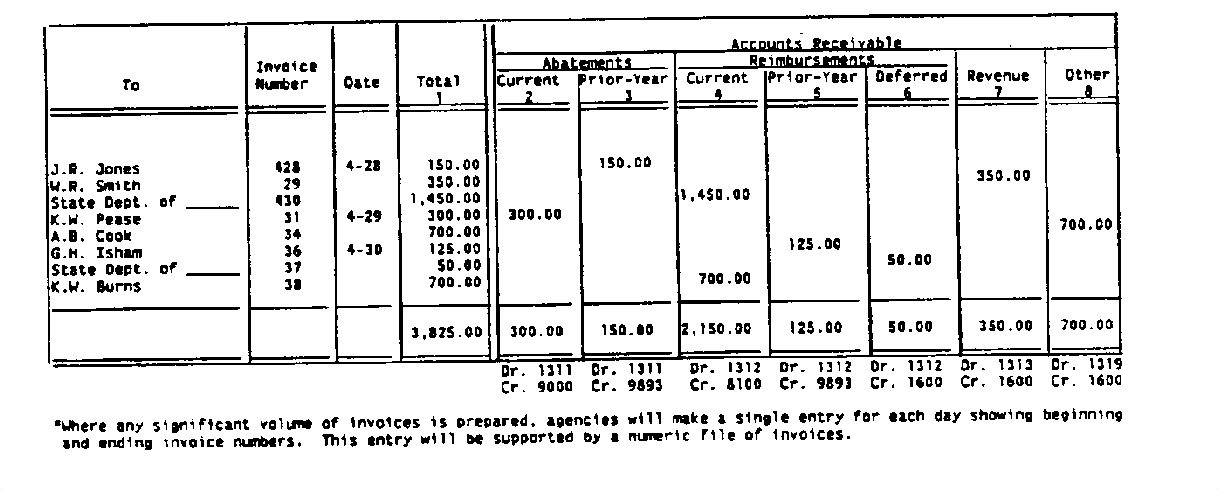 Accounts Receivable
Abatements Reimbursements
To Invoice Number Date Total Current Prior-Year Current Prior-Year Deferred Revenue Other
1 2 3 4 5 6 7 8
J.R. Jones 428 4-28 150.00 150.00
W.R. Smith 29 350.00 350.00
State Dept. of ______ 430 1,450.00 1,450.00
K.W. Pease 31 4-29 300.00 300.00
A.B. Cook 34 700.00 700.00
G.H. Isham 36 4-30 125.00 125.00
State Dept. of ______ 37 50.00 50.00
K.W. Burns 38 700.00 700.00
3,825.00 300.00 150.00 2,150.00 125.00 50.00 350.00 700.00
Dr. 1311 Dr. 1311 Dr. 1312 Dr. 1312 Dr. 1312 Dr. 1313 Dr. 1319
Cr. 9000 Cr. 9893 Cr. 8100 Cr. 9893 Cr. 1600 Cr. 1600 Cr. 1600
*Where any significant volume of invoices is prepared, agencies will make a single entry for each day showing beginning
and ending invoice numbers. This entry will be supported by a numeric file of invoices.